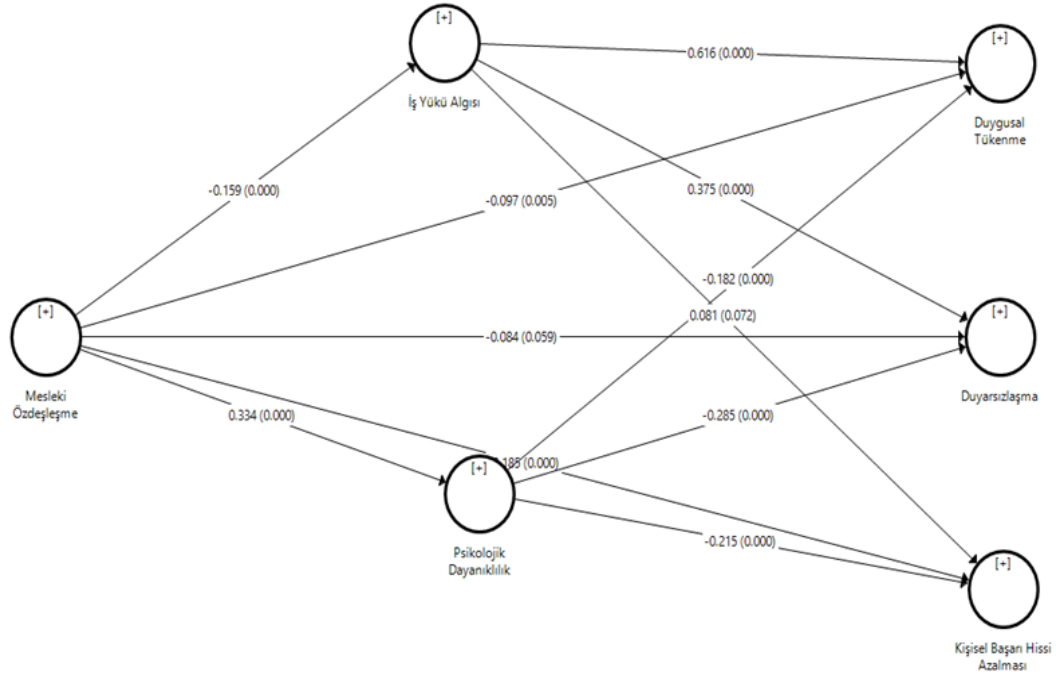 [+]
İş Yükü Algısı
[+]
Duygusal
Tükenme
0.616 (0.000)
-0.159 (0.000)
-0.097 (0.005)
0.375 (0.000)
-0.182 (0.000)
0.081 (0.072)
[+]
Mesleki
Özdeşleşme
-0.084 (0.059)
[+]
Duyarsızlaşma
0.334 (0.000)
-0.285 (0.000)
[+]
Psikolojik
Dayanıklılık
(0.000)
-0.215 (0.000)
[+]
Kişisel Başarı Hissi
Azalması